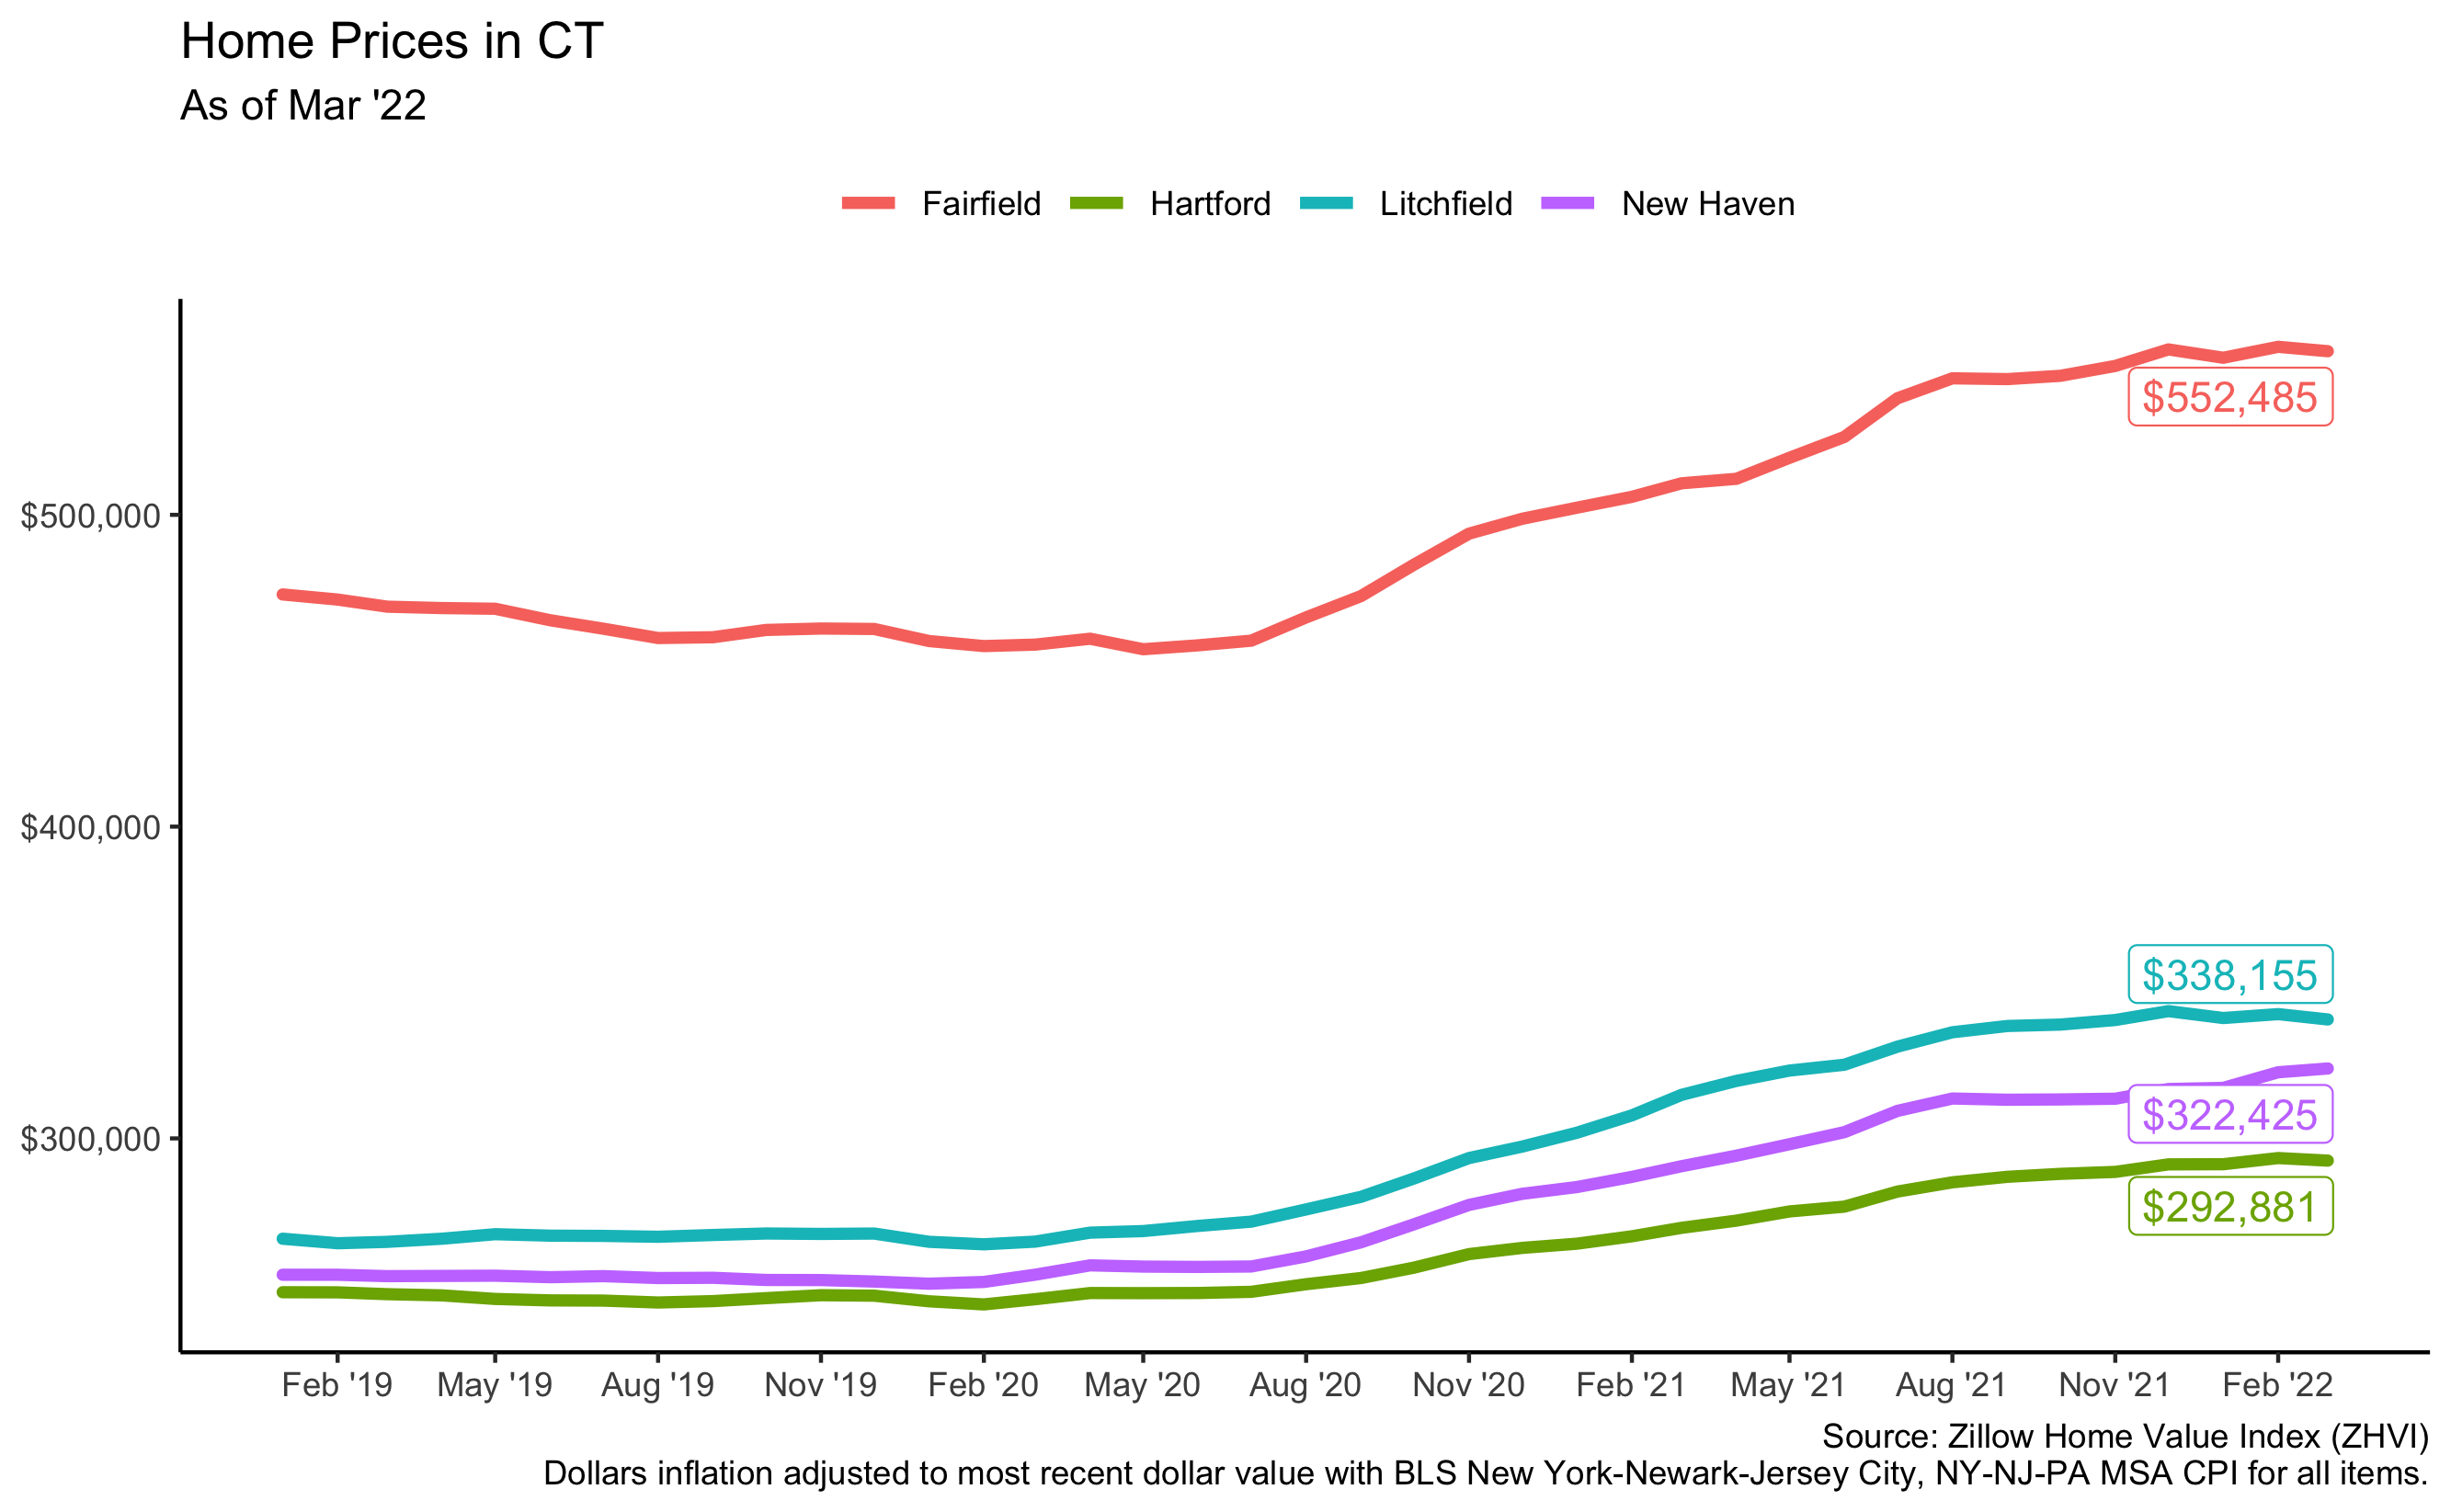 Home Prices in CT
As of Mar '22
Fairfield Hartford Litchfield New Haven
$552,485
$500,000
$400,000
$338,155
$322,425
$300,000
$292,881
Feb '19 May '19 Aug '19 Nov '19 Feb '20 May '20 Aug '20 Nov '20 Feb '21 May '21 Aug '21 Nov '21 Feb '22
Source: Zillow Home Value Index (ZHVI)
Dollars inflation adjusted to most recent dollar value with BLS New York-Newark-Jersey City, NY-NJ-PA MSA CPI for all items.